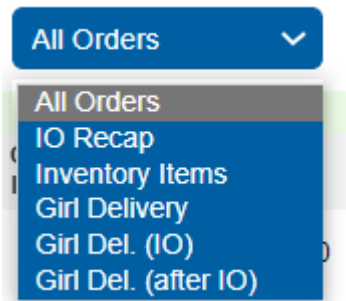 All Orders
All Orders
IO Recap
Inventory Items
Girl Delivery
Girl Del. (IO)
Girl Del. (after IO)